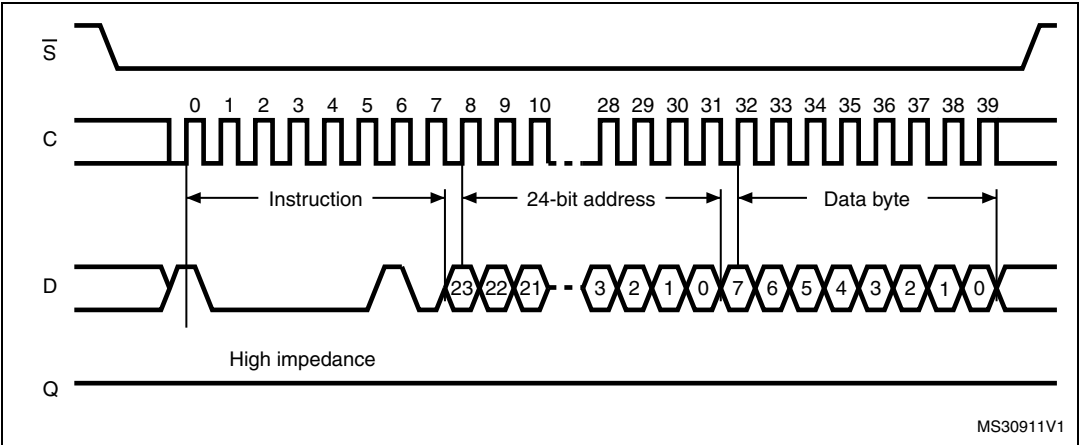 S̅
0 1 2 3 4 5 6 7 8 9 10 28 29 30 31 32 33 34 35 36 37 38 39
C
Instruction 24-bit address Data byte
D 23 22 21 3 2 1 0 7 6 5 4 3 2 1 0
High impedance
Q
MS30911V1